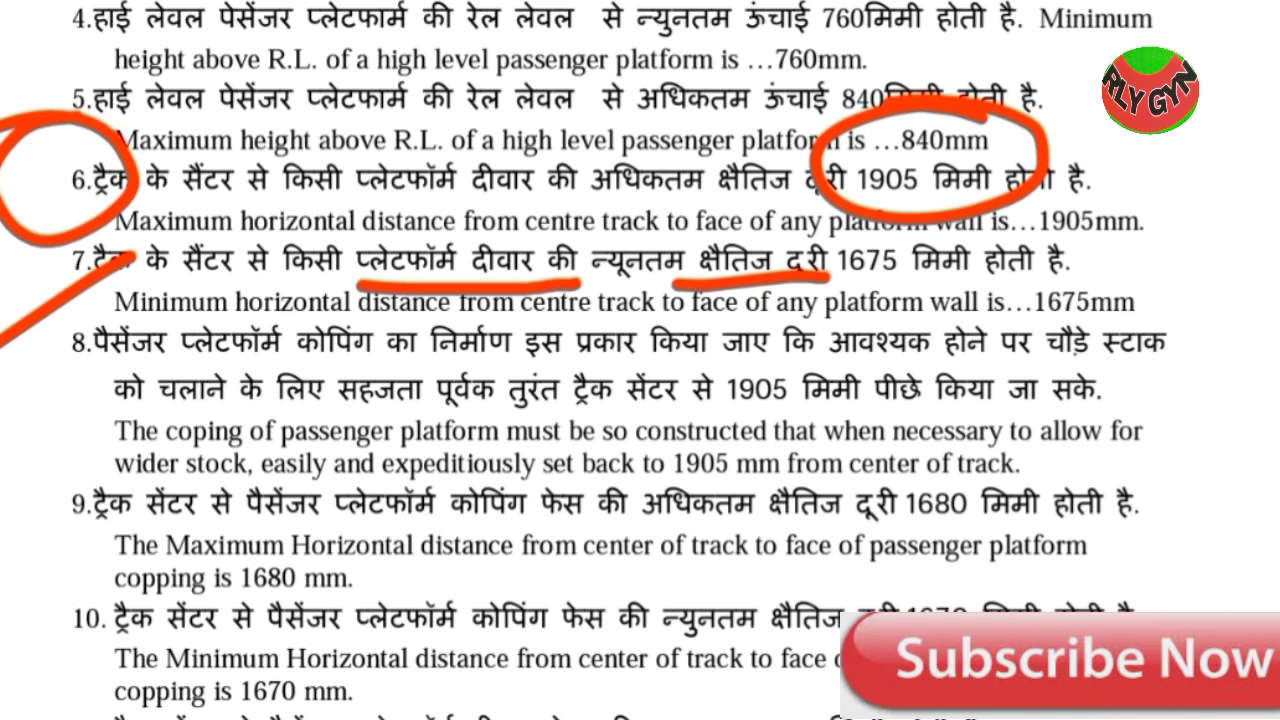 4.हाई लेवल पेसेंजर प्लेटफार्म की रेल लेवल से न्युनतम ऊंचाई 760मिमी होती है. Minimum
height above R.L. of a high level passenger platform is ...760mm.
5.हाई लेवल पेसेंजर प्लेटफार्म की रेल लेवल से अधिकतम ऊंचाई 840मिमी होती है.
Maximum height above R.L. of a high level passenger platform is ...840mm
6.ट्रैक के सैंटर से किसी प्लेटफॉर्म दीवार की अधिकतम क्षैतिज दूरी 1905 मिमी होती है.
Maximum horizontal distance from centre track to face of any platform wall is...1905mm.
7.ट्रैक के सैंटर से किसी प्लेटफॉर्म दीवार की न्यूनतम क्षैतिज दूरी 1675 मिमी होती है.
Minimum horizontal distance from centre track to face of any platform wall is...1675mm
8.पैसेंजर प्लेटफॉर्म कोपिंग का निर्माण इस प्रकार किया जाए कि आवश्यक होने पर चौड़े स्टाक
को चलाने के लिए सहजता पूर्वक तुरंत ट्रैक सेंटर से 1905 मिमी पीछे किया जा सके.
The coping of passenger platform must be so constructed that when necessary to allow for
wider stock, easily and expeditiously set back to 1905 mm from center of track.
9.ट्रैक सेंटर से पैसेंजर प्लेटफॉर्म कोपिंग फेस की अधिकतम क्षैतिज दूरी 1680 मिमी होती है.
The Maximum Horizontal distance from center of track to face of passenger platform
copping is 1680 mm.
10. ट्रैक सेंटर से पैसेंजर प्लेटफॉर्म कोपिंग फेस की न्युनतम क्षैतिज
The Minimum Horizontal distance from center of track to face
copping is 1670 mm.
RLY GYN
Subscribe Now